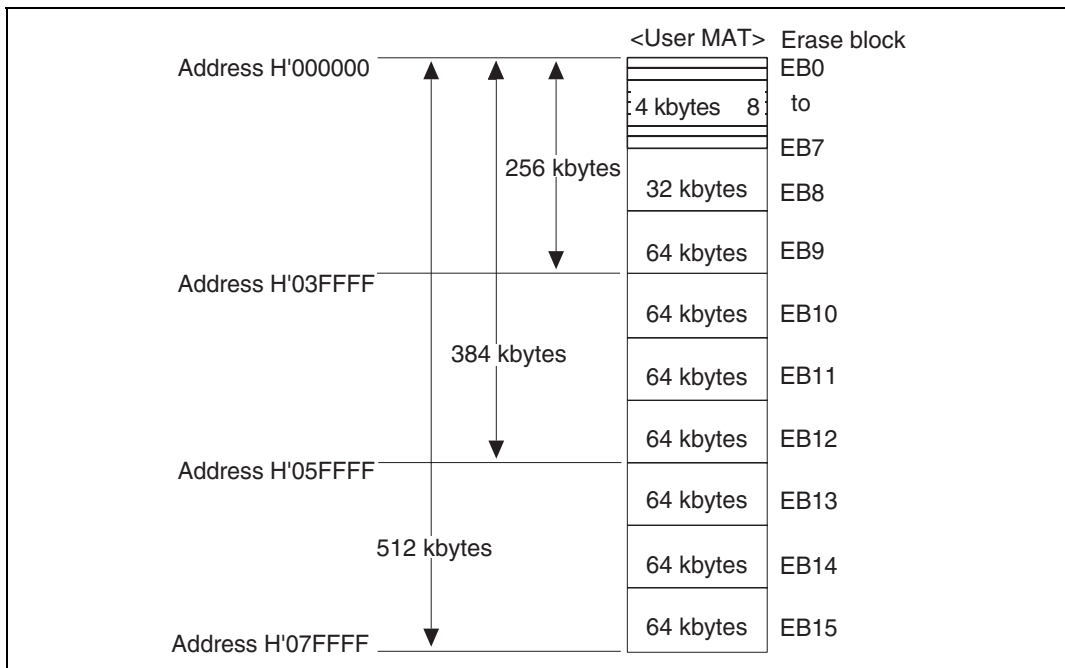 <User MAT> Erase block
Address H'000000
EB0
4 kbytes 8
to
EB7
256 kbytes
32 kbytes
EB8
64 kbytes
EB9
Address H'03FFFF
64 kbytes
EB10
384 kbytes
64 kbytes
EB11
64 kbytes
EB12
Address H'05FFFF
64 kbytes
EB13
512 kbytes
64 kbytes
EB14
64 kbytes
EB15
Address H'07FFFF